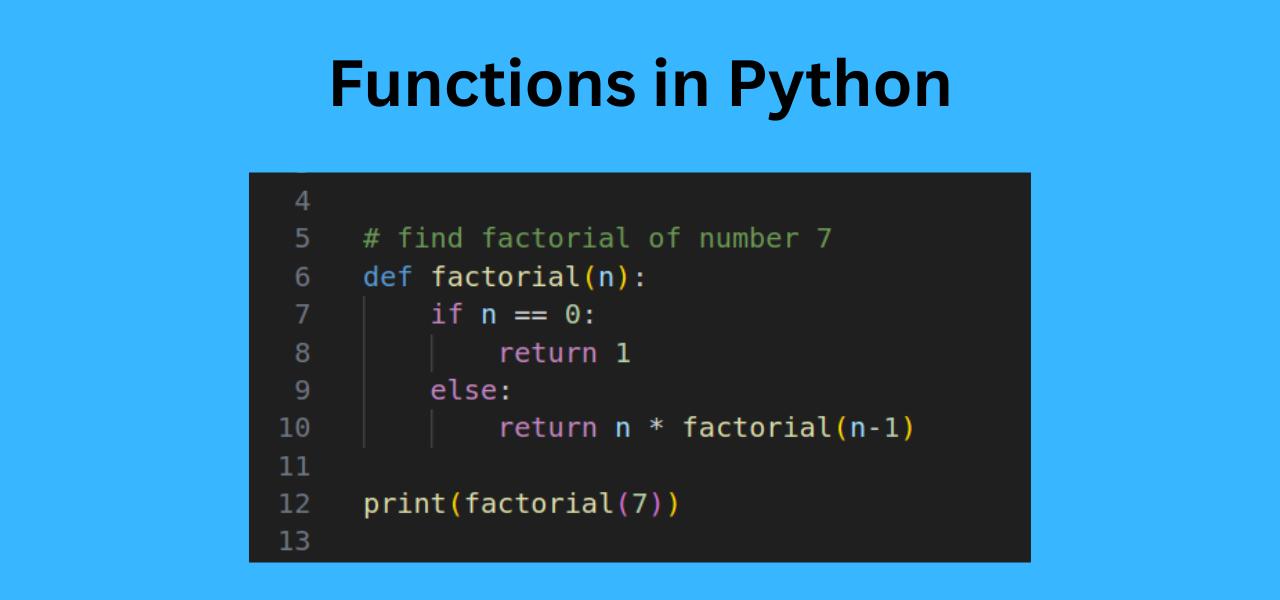 Functions in Python
4
5 # find factorial of number 7
6 def factorial(n):
7     if n == 0:
8         return 1
9     else:
10         return n * factorial(n-1)
11
12 print(factorial(7))
13